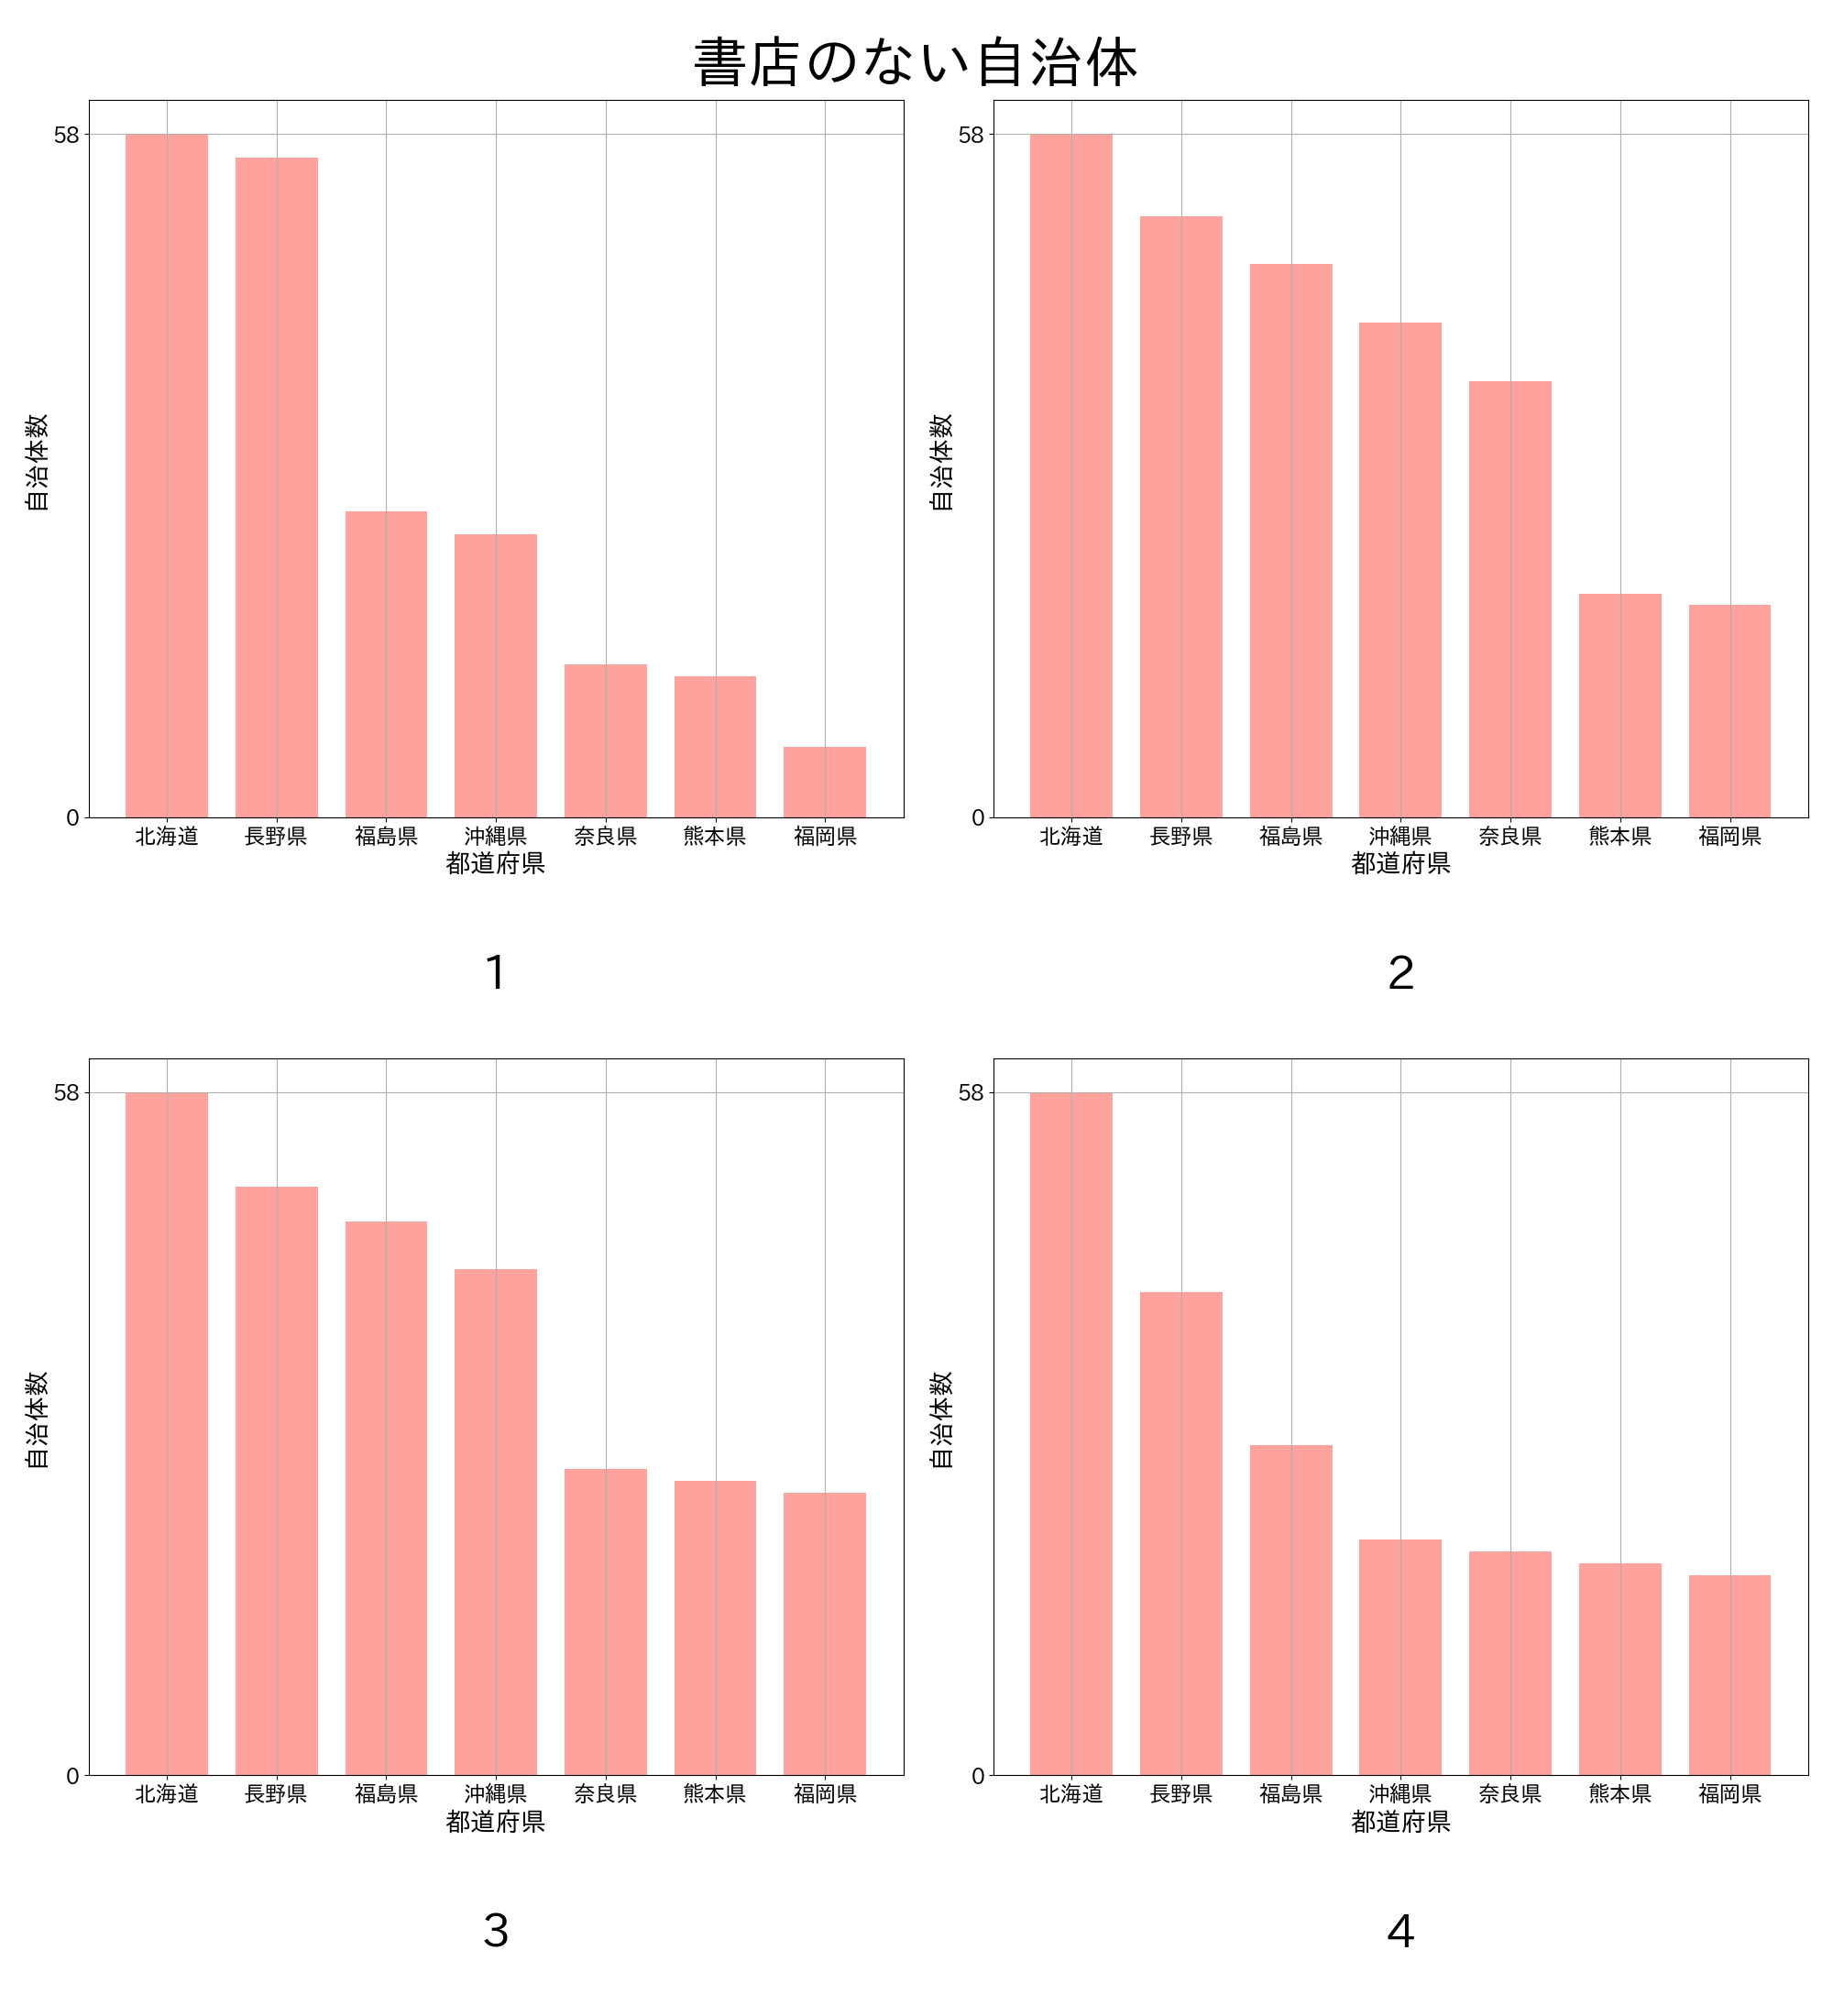 書店のない自治体
58
0
自治体数
北海道 長野県 福島県 沖縄県 奈良県 熊本県 福岡県
都道府県
1
58
0
自治体数
北海道 長野県 福島県 沖縄県 奈良県 熊本県 福岡県
都道府県
2
58
0
自治体数
北海道 長野県 福島県 沖縄県 奈良県 熊本県 福岡県
都道府県
3
58
0
自治体数
北海道 長野県 福島県 沖縄県 奈良県 熊本県 福岡県
都道府県
4